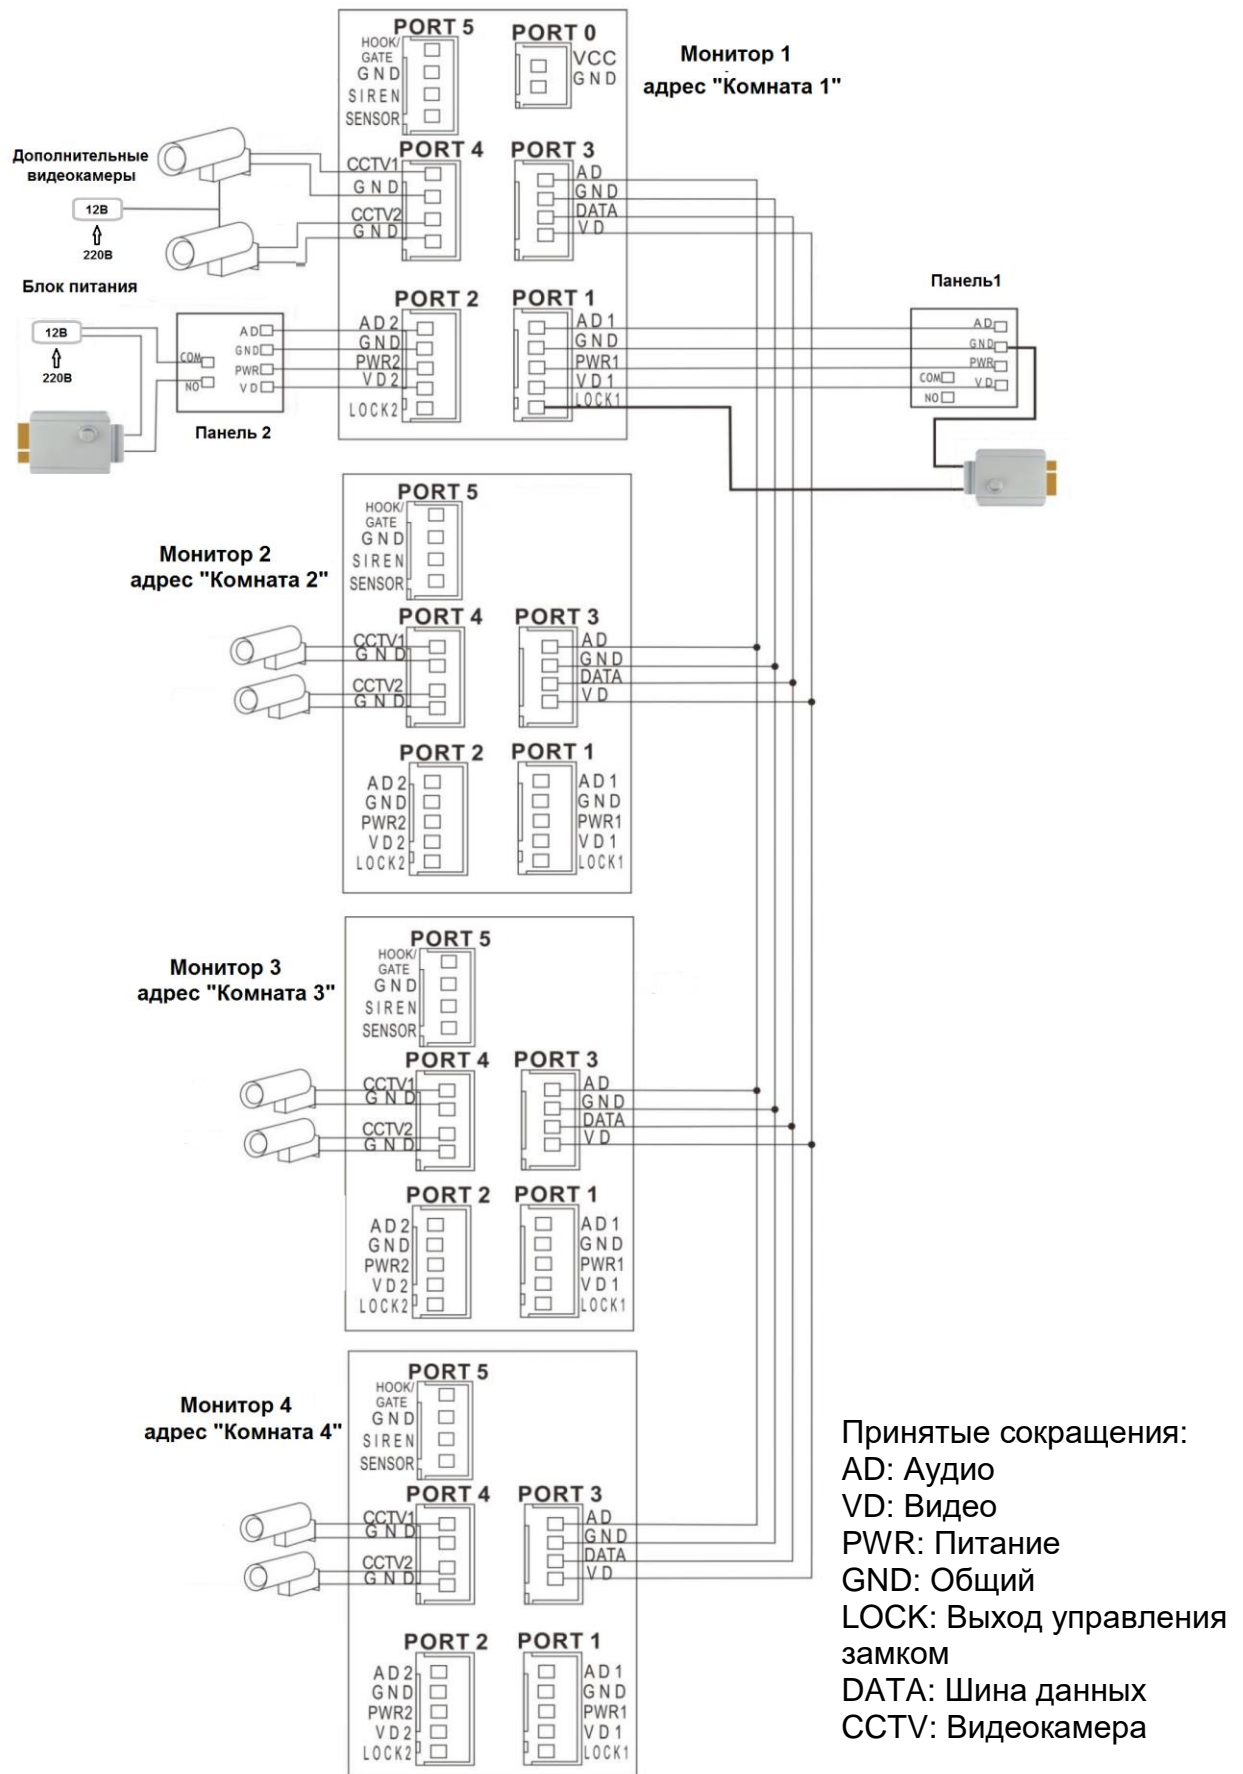 PORT 5
HOOK/
GATE
GND
SIREN
SENSOR
PORT 0
VCC
GND
Монитор 1
адрес "Комната 1"
Дополнительные
видеокамеры
12В
220В
PORT 4
CCTV1
GND
CCTV2
GND
PORT 3
AD
GND
DATA
VD
Блок питания
12В
220В
COM
NO
AD
GND
PWR
VD
Панель 2
PORT 2
AD2
GND
PWR2
VD2
LOCK2
PORT 1
AD1
GND
PWR1
VD1
LOCK1
Панель1
AD
GND
PWR
VD
COM
NO
Монитор 2
адрес "Комната 2"
PORT 5
HOOK/
GATE
GND
SIREN
SENSOR
PORT 4
CCTV1
GND
CCTV2
GND
PORT 3
AD
GND
DATA
VD
PORT 2
AD2
GND
PWR2
VD2
LOCK2
PORT 1
AD1
GND
PWR1
VD1
LOCK1
Монитор 3
адрес "Комната 3"
PORT 5
HOOK/
GATE
GND
SIREN
SENSOR
PORT 4
CCTV1
GND
CCTV2
GND
PORT 3
AD
GND
DATA
VD
PORT 2
AD2
GND
PWR2
VD2
LOCK2
PORT 1
AD1
GND
PWR1
VD1
LOCK1
Монитор 4
адрес "Комната 4"
PORT 5
HOOK/
GATE
GND
SIREN
SENSOR
PORT 4
CCTV1
GND
CCTV2
GND
PORT 3
AD
GND
DATA
VD
PORT 2
AD2
GND
PWR2
VD2
LOCK2
PORT 1
AD1
GND
PWR1
VD1
LOCK1
Принятые сокращения:
AD: Аудио
VD: Видео
PWR: Питание
GND: Общий
LOCK: Выход управления
замком
DATA: Шина данных
CCTV: Видеокамера